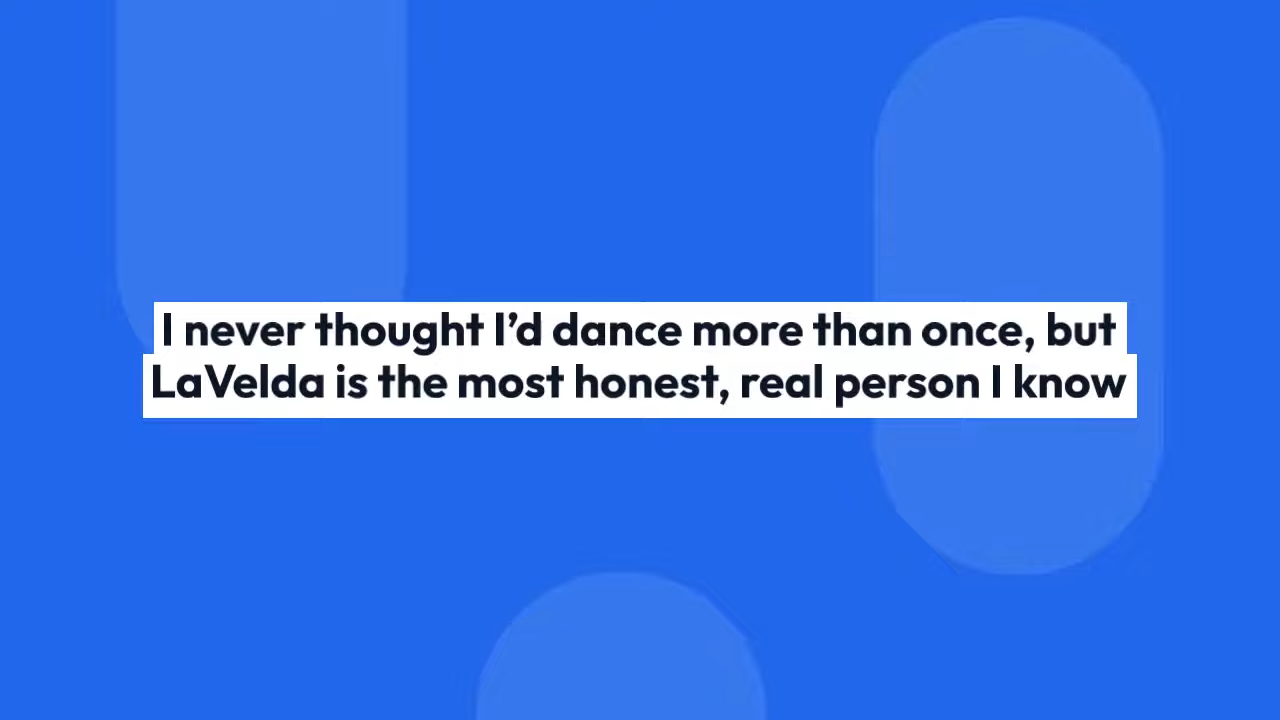 I never thought I’d dance more than once, but
LaVelda is the most honest, real person I know